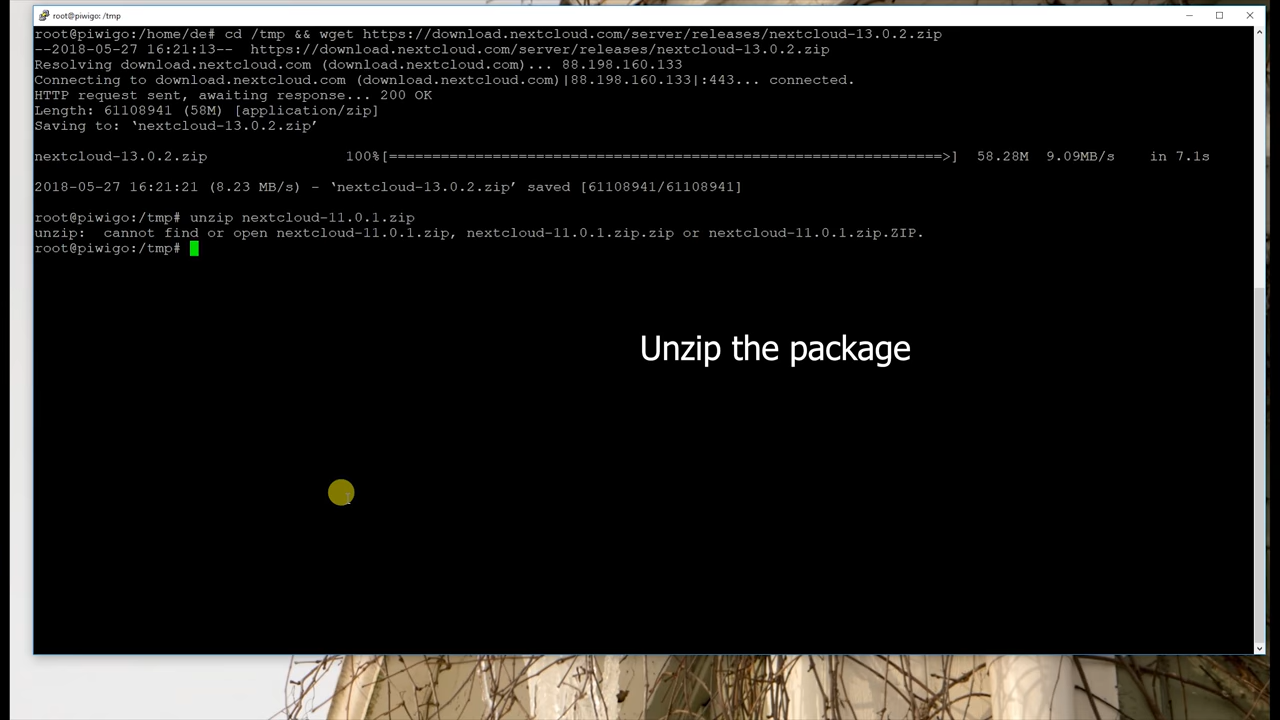 root@piwigo: /tmp
root@piwigo:/home/de# cd /tmp && wget https://download.nextcloud.com/server/releases/nextcloud-13.0.2.zip
--2018-05-27 16:21:13--  https://download.nextcloud.com/server/releases/nextcloud-13.0.2.zip
Resolving download.nextcloud.com (download.nextcloud.com)... 88.198.160.133
Connecting to download.nextcloud.com (download.nextcloud.com)|88.198.160.133|:443... connected.
HTTP request sent, awaiting response... 200 OK
Length: 61108941 (58M) [application/zip]
Saving to: ‘nextcloud-13.0.2.zip’
nextcloud-13.0.2.zip 100%[================================================================>] 58.28M 9.09MB/s in 7.1s
2018-05-27 16:21:21 (8.23 MB/s) - ‘nextcloud-13.0.2.zip’ saved [61108941/61108941]
root@piwigo:/tmp# unzip nextcloud-11.0.1.zip
unzip:  cannot find or open nextcloud-11.0.1.zip, nextcloud-11.0.1.zip.zip or nextcloud-11.0.1.zip.ZIP.
root@piwigo:/tmp#
Unzip the package